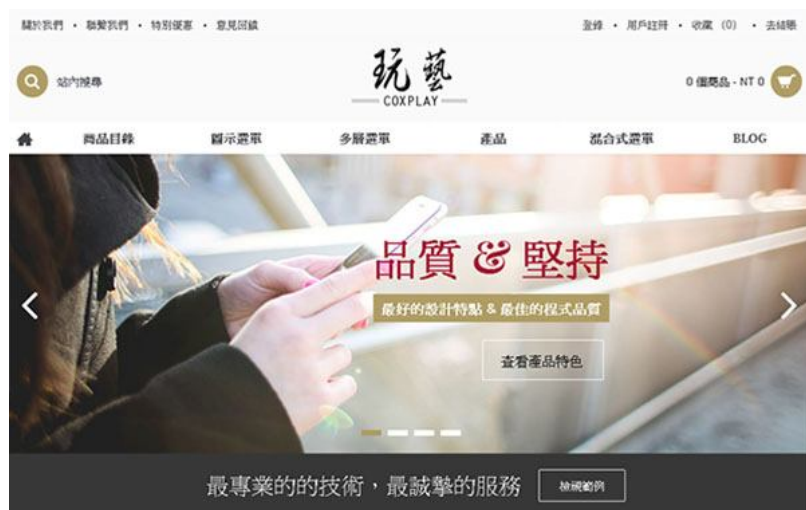 關於我們 • 聯繫我們 • 特別優惠 • 意見回饋
登錄 • 用戶註冊 • 收藏 (0) • 去結賬
站內搜尋
玩藝
COXPLAY
0 個商品 - NT 0
商品目錄 圖示選單 多層選單 產品 混合式選單 BLOG
品質 & 堅持
最好的設計特點 & 最佳的程式品質
查看產品特色
最專業的的技術，最誠摯的服務
檢視範例